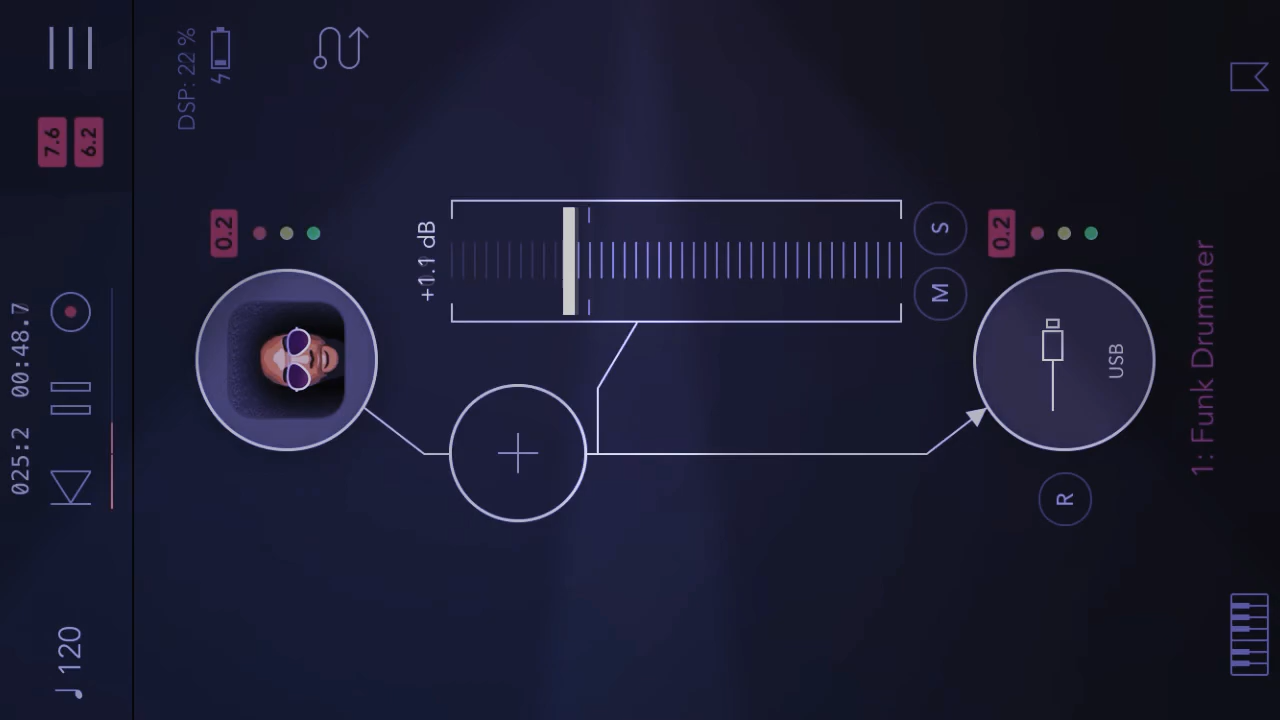 ♩ 120
025:2 00:48.7
7.6
6.2
DSP: 22 %
0.2
+1.1 dB
M S
0.2
USB
R
1: Funk Drummer